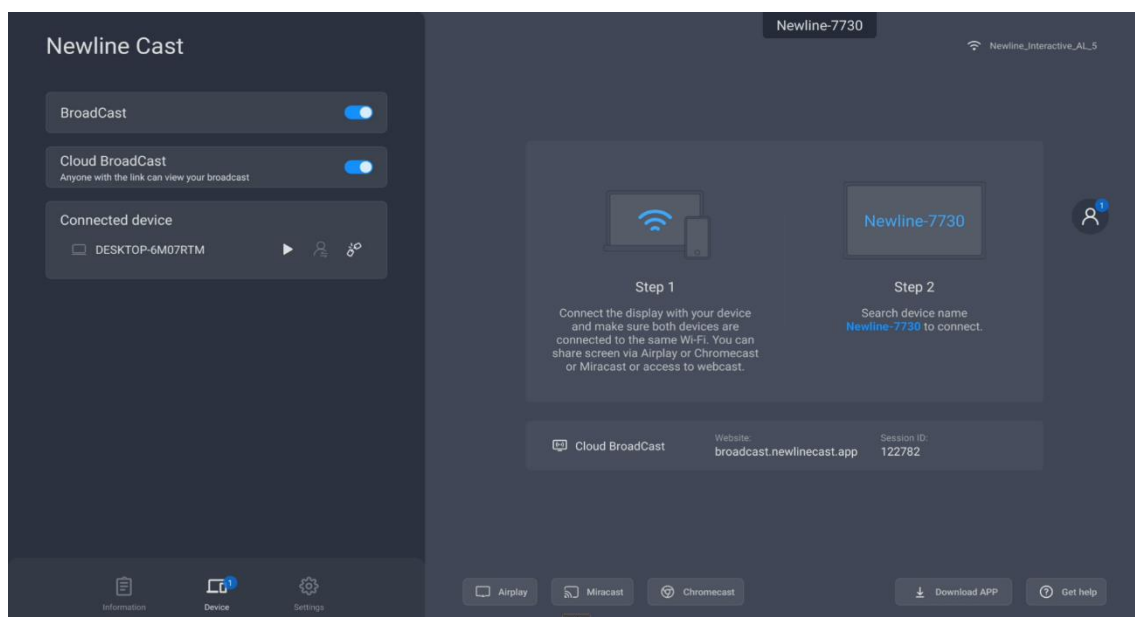 Newline Cast
BroadCast
Cloud BroadCast
Anyone with the link can view your broadcast
Connected device
DESKTOP-6M07RTM
Information
1
Device
Settings
Newline-7730
Newline_Interactive_AL_5
1
Step 1
Connect the display with your device
and make sure both devices are
connected to the same Wi-Fi. You can
share screen via Airplay or Chromecast
or Miracast or access to webcast.
Newline-7730
Step 2
Search device name
Newline-7730 to connect.
Cloud BroadCast
Website:
broadcast.newlinecast.app
Session ID:
122782
Airplay
Miracast
Chromecast
Download APP
Get help